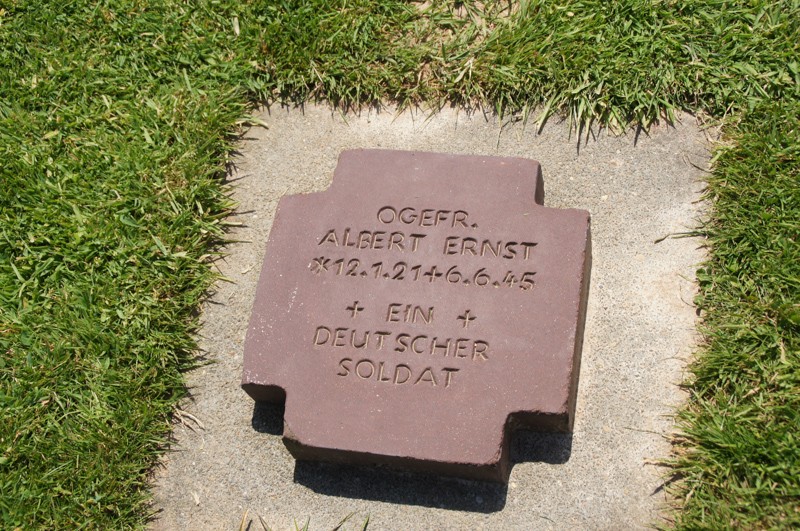 OGEFR.
ALBERT ERNST
*12.1.21+6.6.45
+ EIN +
DEUTSCHER
SOLDAT